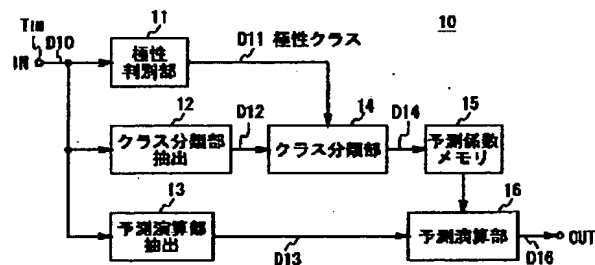 10
TIN
IN
D10
11
極性
判別部
D11 極性クラス
12
クラス分類部
抽出
D12
14
クラス分類部
D14
15
予測係数
メモリ
13
予測演算部
抽出
D13
16
予測演算部
D16
OUT